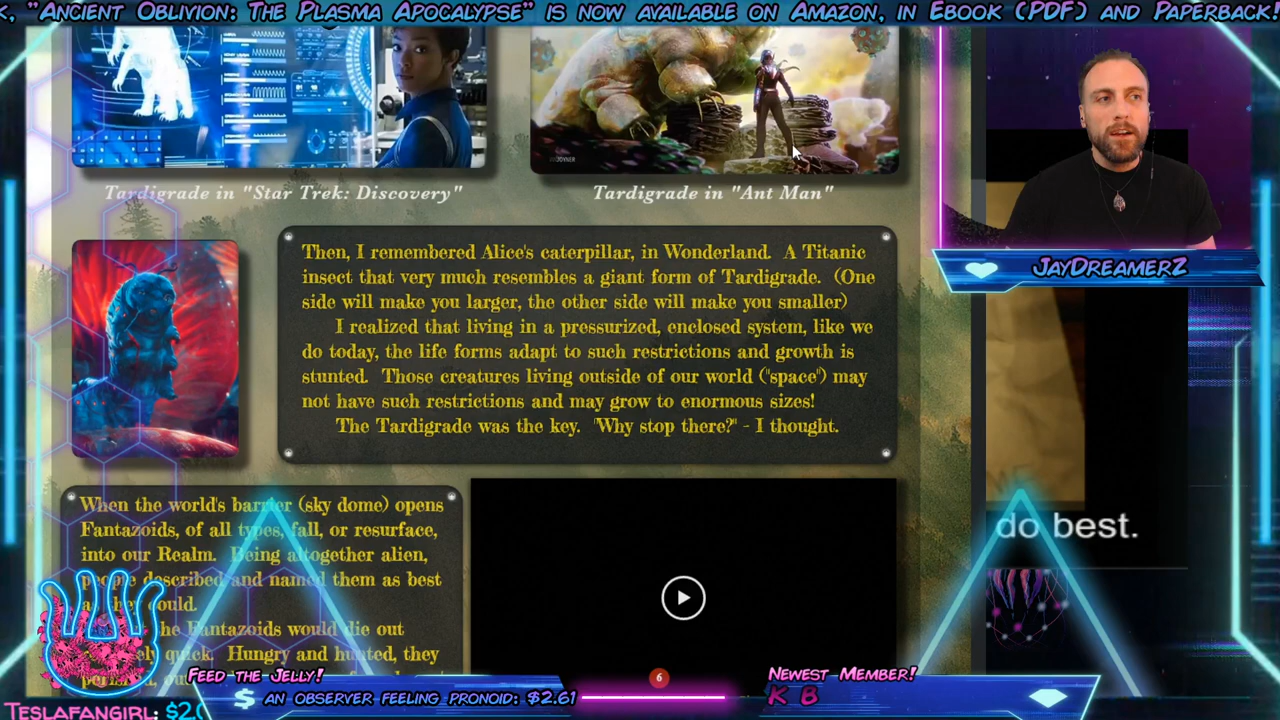 K, "Ancient Oblivion: The Plasma Apocalypse" is now available on Amazon, in Ebook (PDF) and Paperback!
Tardigrade in "Star Trek: Discovery"
Tardigrade in "Ant Man"
JayDreamerZ
Then, I remembered Alice's caterpillar, in Wonderland. A Titanic
insect that very much resembles a giant form of Tardigrade. (One
side will make you larger, the other side will make you smaller)
I realized that living in a pressurized, enclosed system, like we
do today, the life forms adapt to such restrictions and growth is
stunted. Those creatures living outside of our world ("space") may
not have such restrictions and may grow to enormous sizes!
The Tardigrade was the key. "Why stop there?" - I thought.
When the world's barrier (sky dome) opens
Fantazoids, of all types, fall, or resurface,
into our Realm. Being altogether alien,
people described and named them as best
as they could.
he Fantazoids would die out
ely quick. Hungry and hunted, they
do best.
Feed the Jelly!
$ an observer feeling pronoid: $2.61
6
Newest Member!
K B
Teslafangirl: $2.0